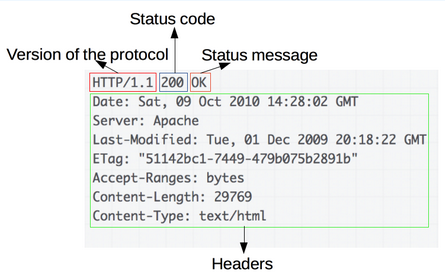 Status code
Version of the protocol
Status message
HTTP/1.1 200 OK
Date: Sat, 09 Oct 2010 14:28:02 GMT
Server: Apache
Last-Modified: Tue, 01 Dec 2009 20:18:22 GMT
ETag: "51142bc1-7449-479b075b2891b"
Accept-Ranges: bytes
Content-Length: 29769
Content-Type: text/html
Headers